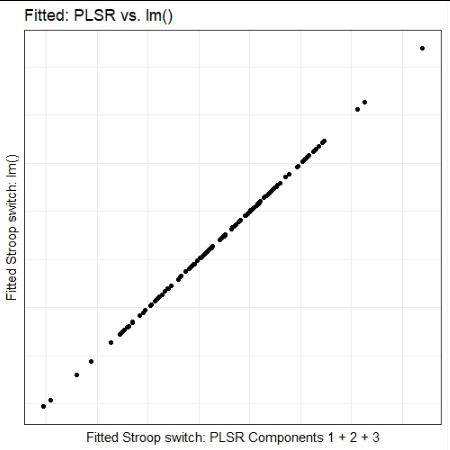 Fitted: PLSR vs. lm()
Fitted Stroop switch: lm()
Fitted Stroop switch: PLSR Components 1 + 2 + 3